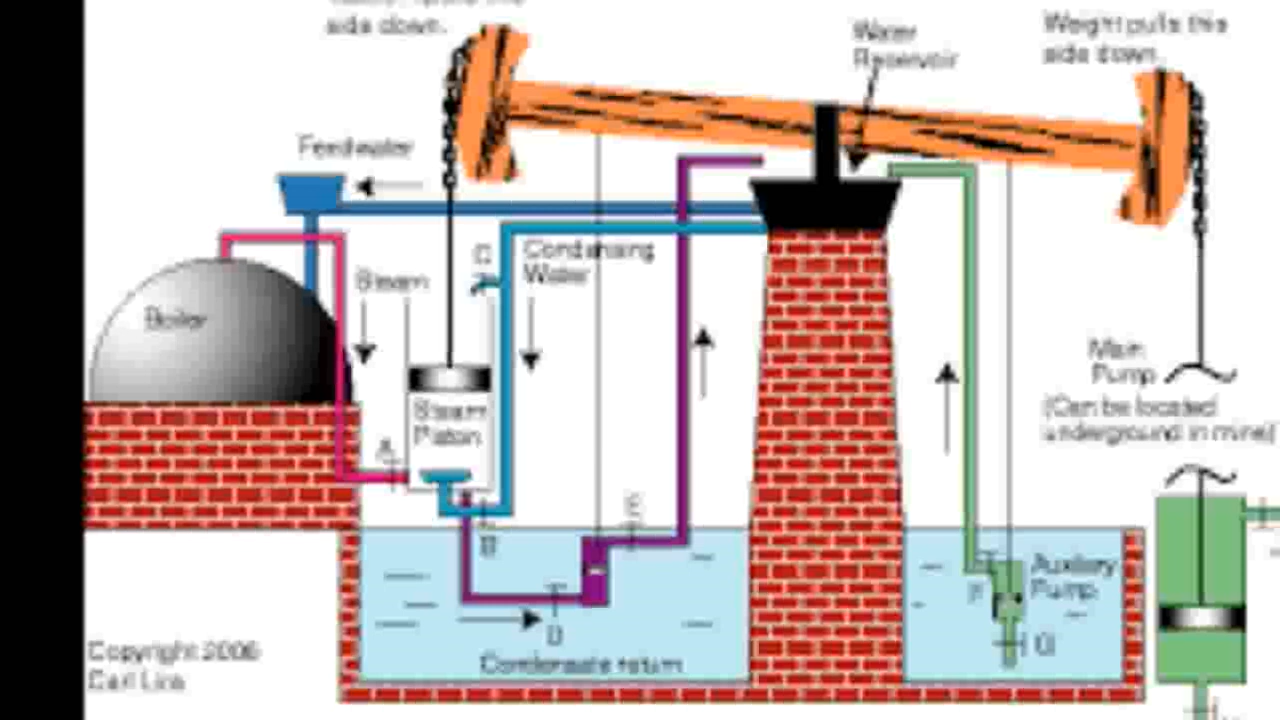 side down.
Water
Reservoir
Weight pulls this
side down.
Feedwater
C
Condensing
Water
Steam
Boiler
Main
Pump
(Can be located
underground in mine)
Steam
Piston
A
E
B
Auxilary
Pump
F
D
G
Condensate return
Copyright 2006
Carl Lira